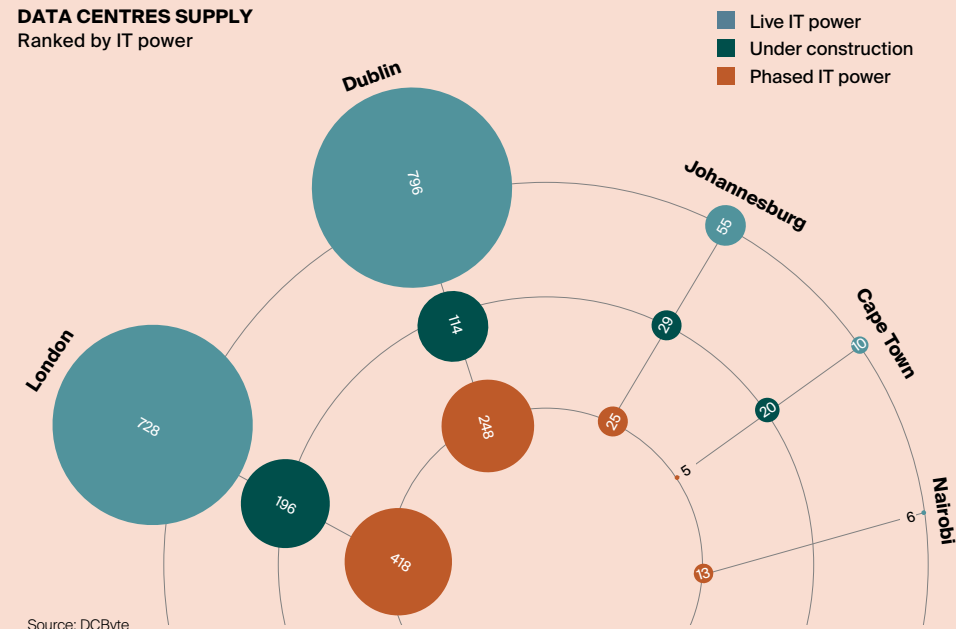 DATA CENTRES SUPPLY
Ranked by IT power
Live IT power
Under construction
Phased IT power
London
728
196
418
Dublin
796
114
248
Johannesburg
55
29
25
Cape Town
10
20
5
Nairobi
6
13
Source: DCByte